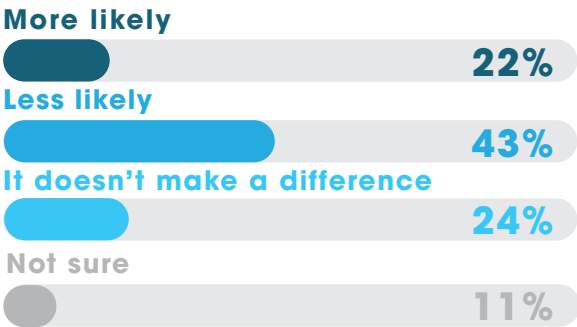 More likely
22%
Less likely
43%
It doesn’t make a difference
24%
Not sure
11%